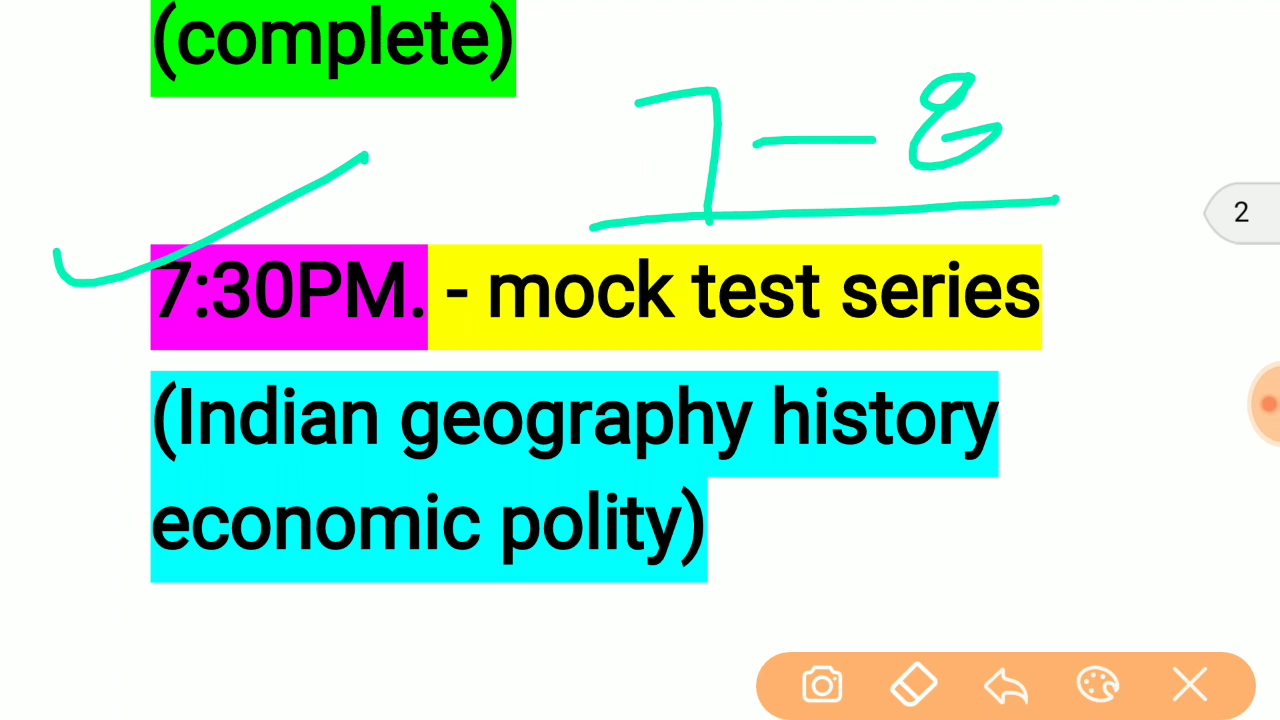 (complete)
7-8
2
7:30PM. - mock test series
(Indian geography history
economic polity)